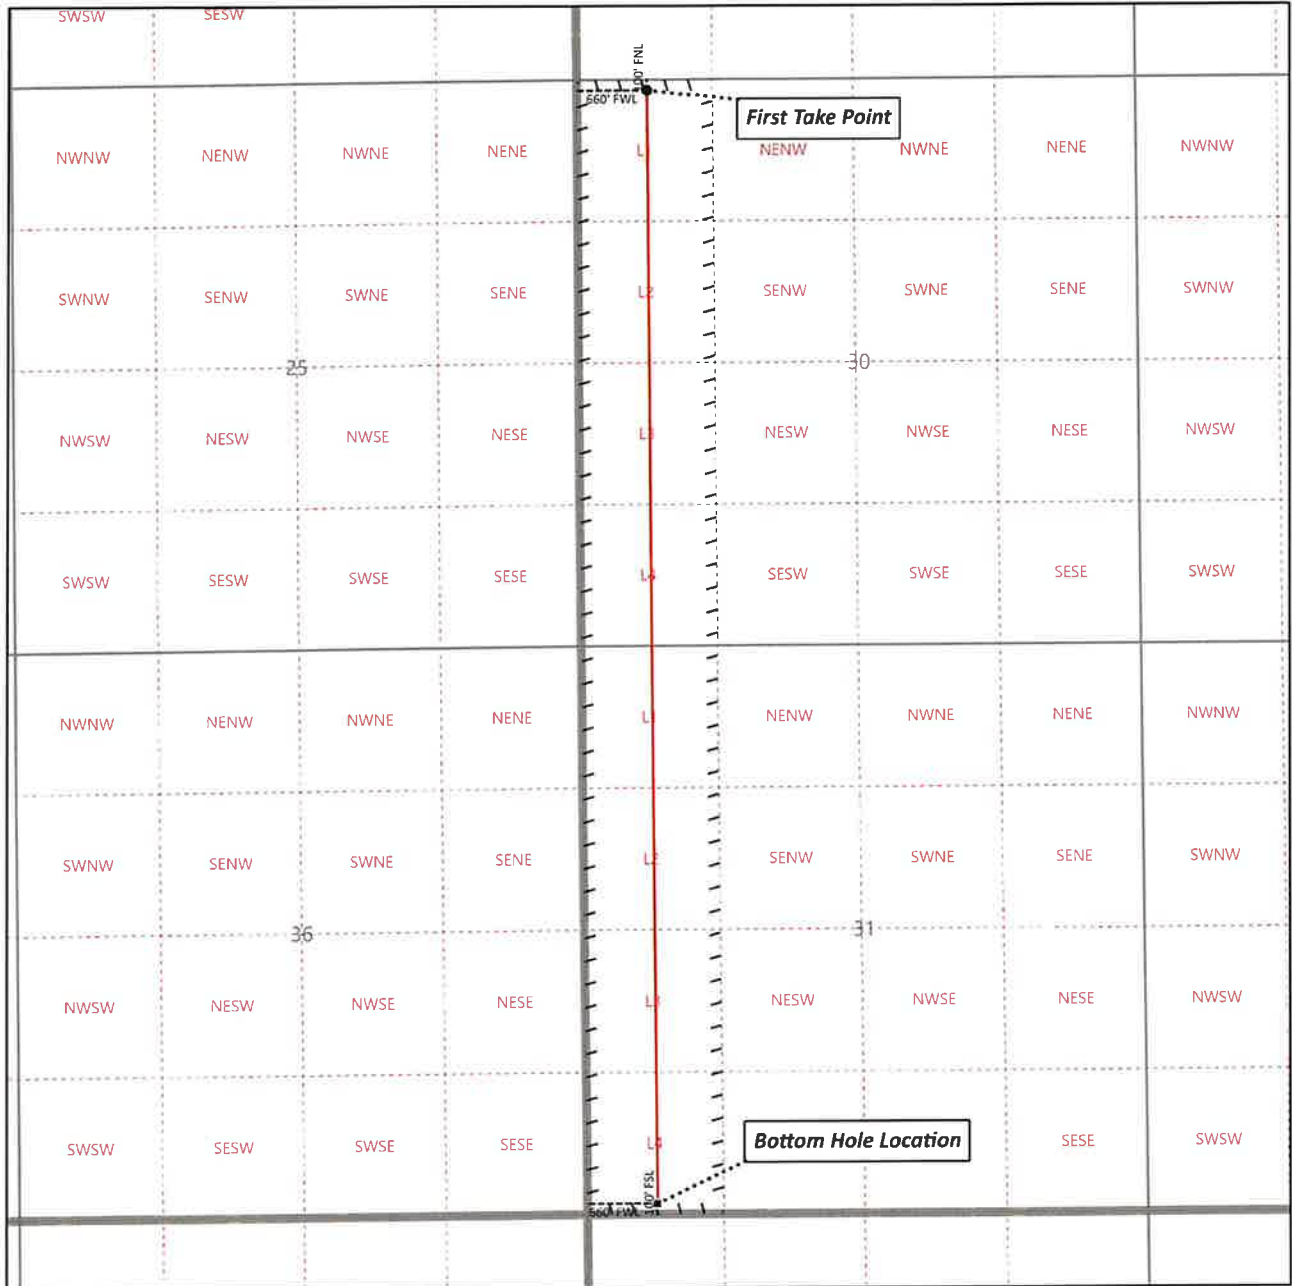 SWSW SESW
660' FWL
First Take Point
NWNW NENW NWNE NENE NENW NWNE NENE NWNW
SWNW SENW SWNE SENE L2 SENW SWNE SENE SWNW
25 30
NWSW NESW NWSE NESE L3 NESW NWSE NESE NWSW
SWSW SESW SWSE SESE L4 SESW SWSE SESE SWSW
NWNW NENW NWNE NENE L1 NENW NWNE NENE NWNW
SWNW SENW SWNE SENE L2 SENW SWNE SENE SWNW
36 31
NWSW NESW NWSE NESE L3 NESW NWSE NESE NWSW
SWSW SESW SWSE SESE L4 SESE SWSW
Bottom Hole Location
100' FSL
660' FWL